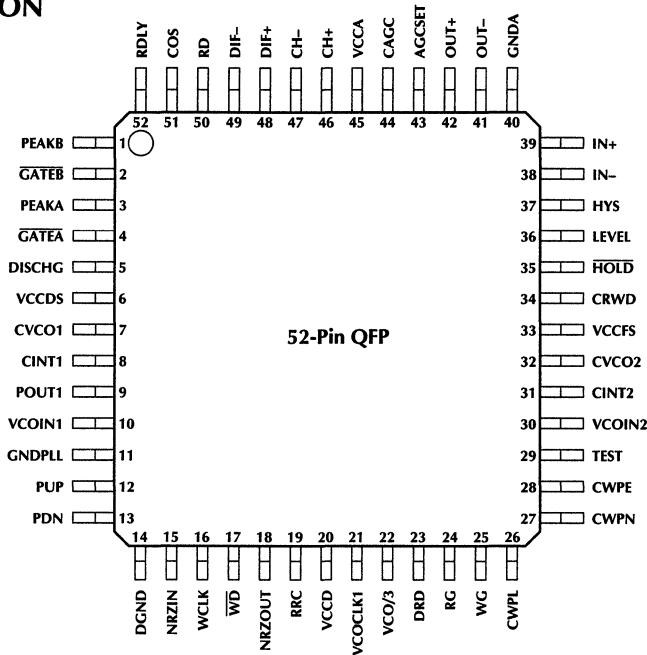 ON
RDLY COS RD DIF– DIF+ CH– CH+ VCCA CAGC AGCSET OUT+ OUT– GNDA
52 51 50 49 48 47 46 45 44 43 42 41 40
PEAKB 1 39 IN+
GATEB 2 38 IN–
PEAKA 3 37 HYS
GATEA 4 36 LEVEL
DISCHG 5 35 HOLD
VCCDS 6 34 CRWD
CVCO1 7 33 VCCFS
52-Pin QFP
CINT1 8 32 CVCO2
POUT1 9 31 CINT2
VCOIN1 10 30 VCOIN2
GNDPLL 11 29 TEST
PUP 12 28 CWPE
PDN 13 27 CWPN
14 15 16 17 18 19 20 21 22 23 24 25 26
DGND NRZIN WCLK WD NRZOUT RRC VCCD VCOCLK1 VCO/3 DRD RG WG CWPL